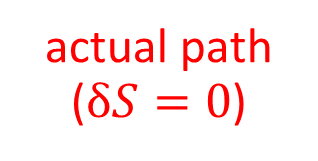 actual path
(δS = 0)